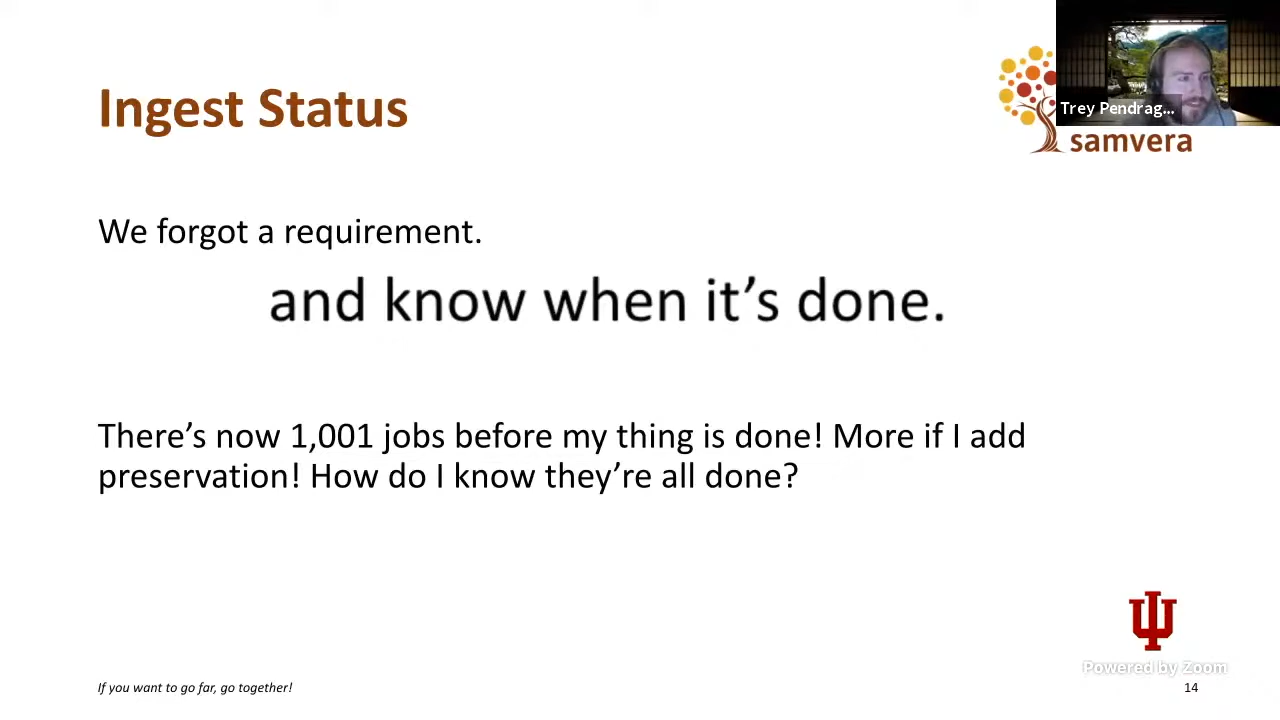 Ingest Status
Trey Pendrag...
samvera
We forgot a requirement.
and know when it’s done.
There’s now 1,001 jobs before my thing is done! More if I add
preservation! How do I know they’re all done?
Powered by Zoom
If you want to go far, go together!
14